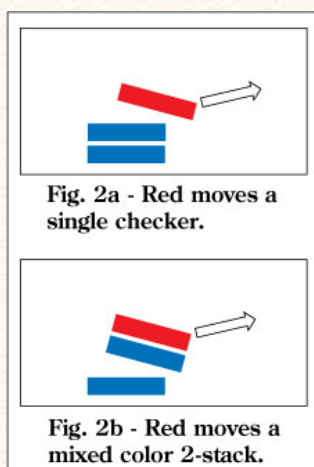 Fig. 2a - Red moves a
single checker.
Fig. 2b - Red moves a
mixed color 2-stack.